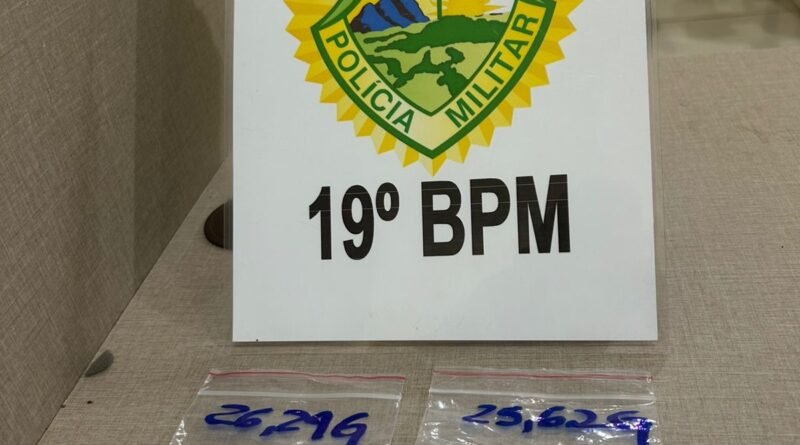 POLÍCIA MILITAR
19º BPM
26,29G
25,62G